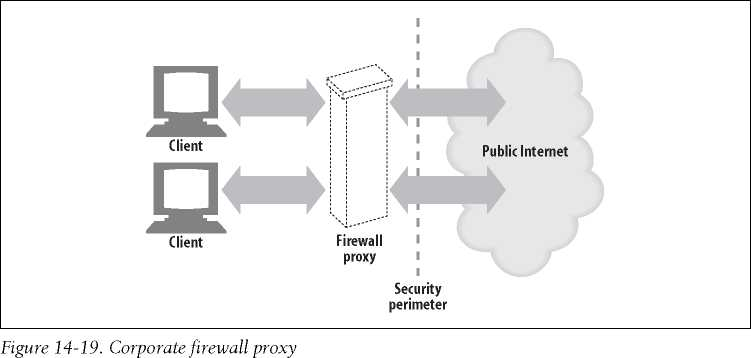 Client
Client
Firewall
proxy
Security
perimeter
Public Internet
Figure 14-19. Corporate firewall proxy